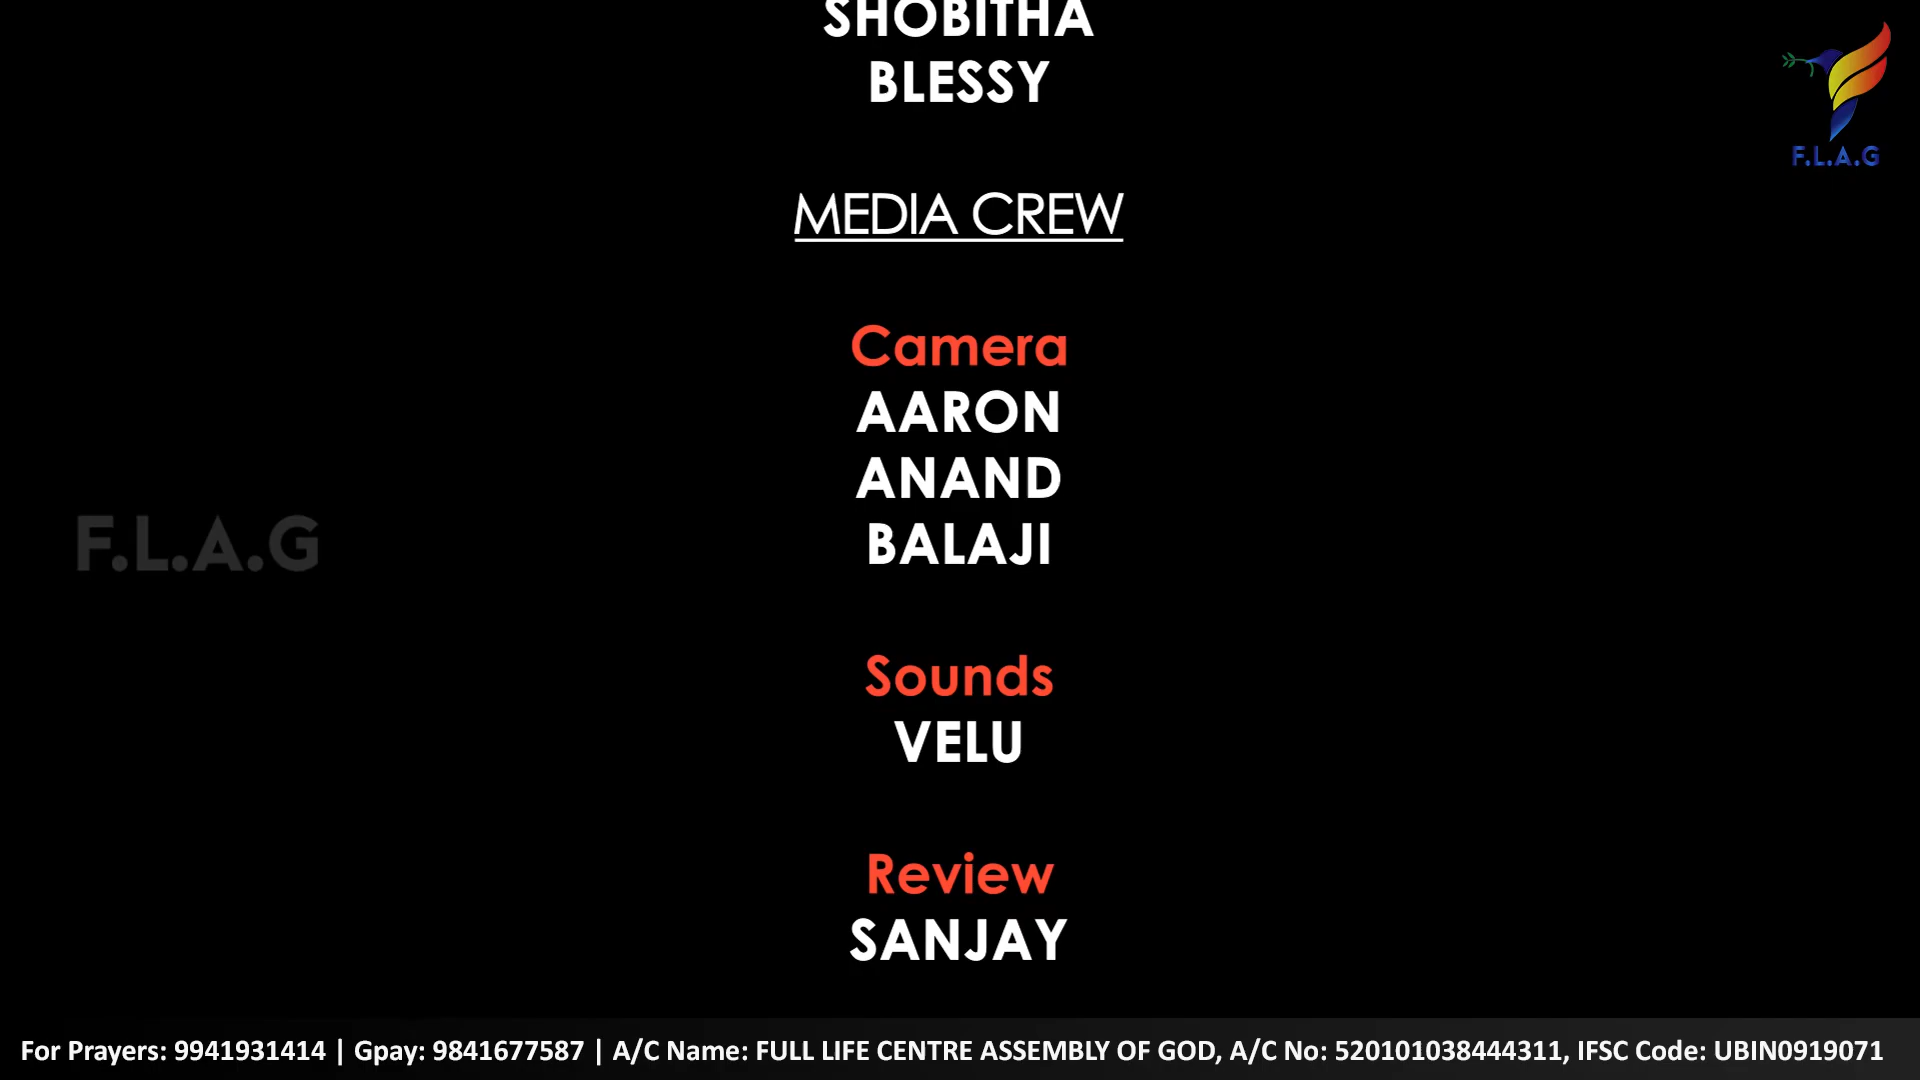 SHOBITHA
BLESSY
F.L.A.G
MEDIA CREW
Camera
AARON
ANAND
BALAJI
F.L.A.G
Sounds
VELU
Review
SANJAY
For Prayers: 9941931414 | Gpay: 9841677587 | A/C Name: FULL LIFE CENTRE ASSEMBLY OF GOD, A/C No: 520101038444311, IFSC Code: UBIN0919071